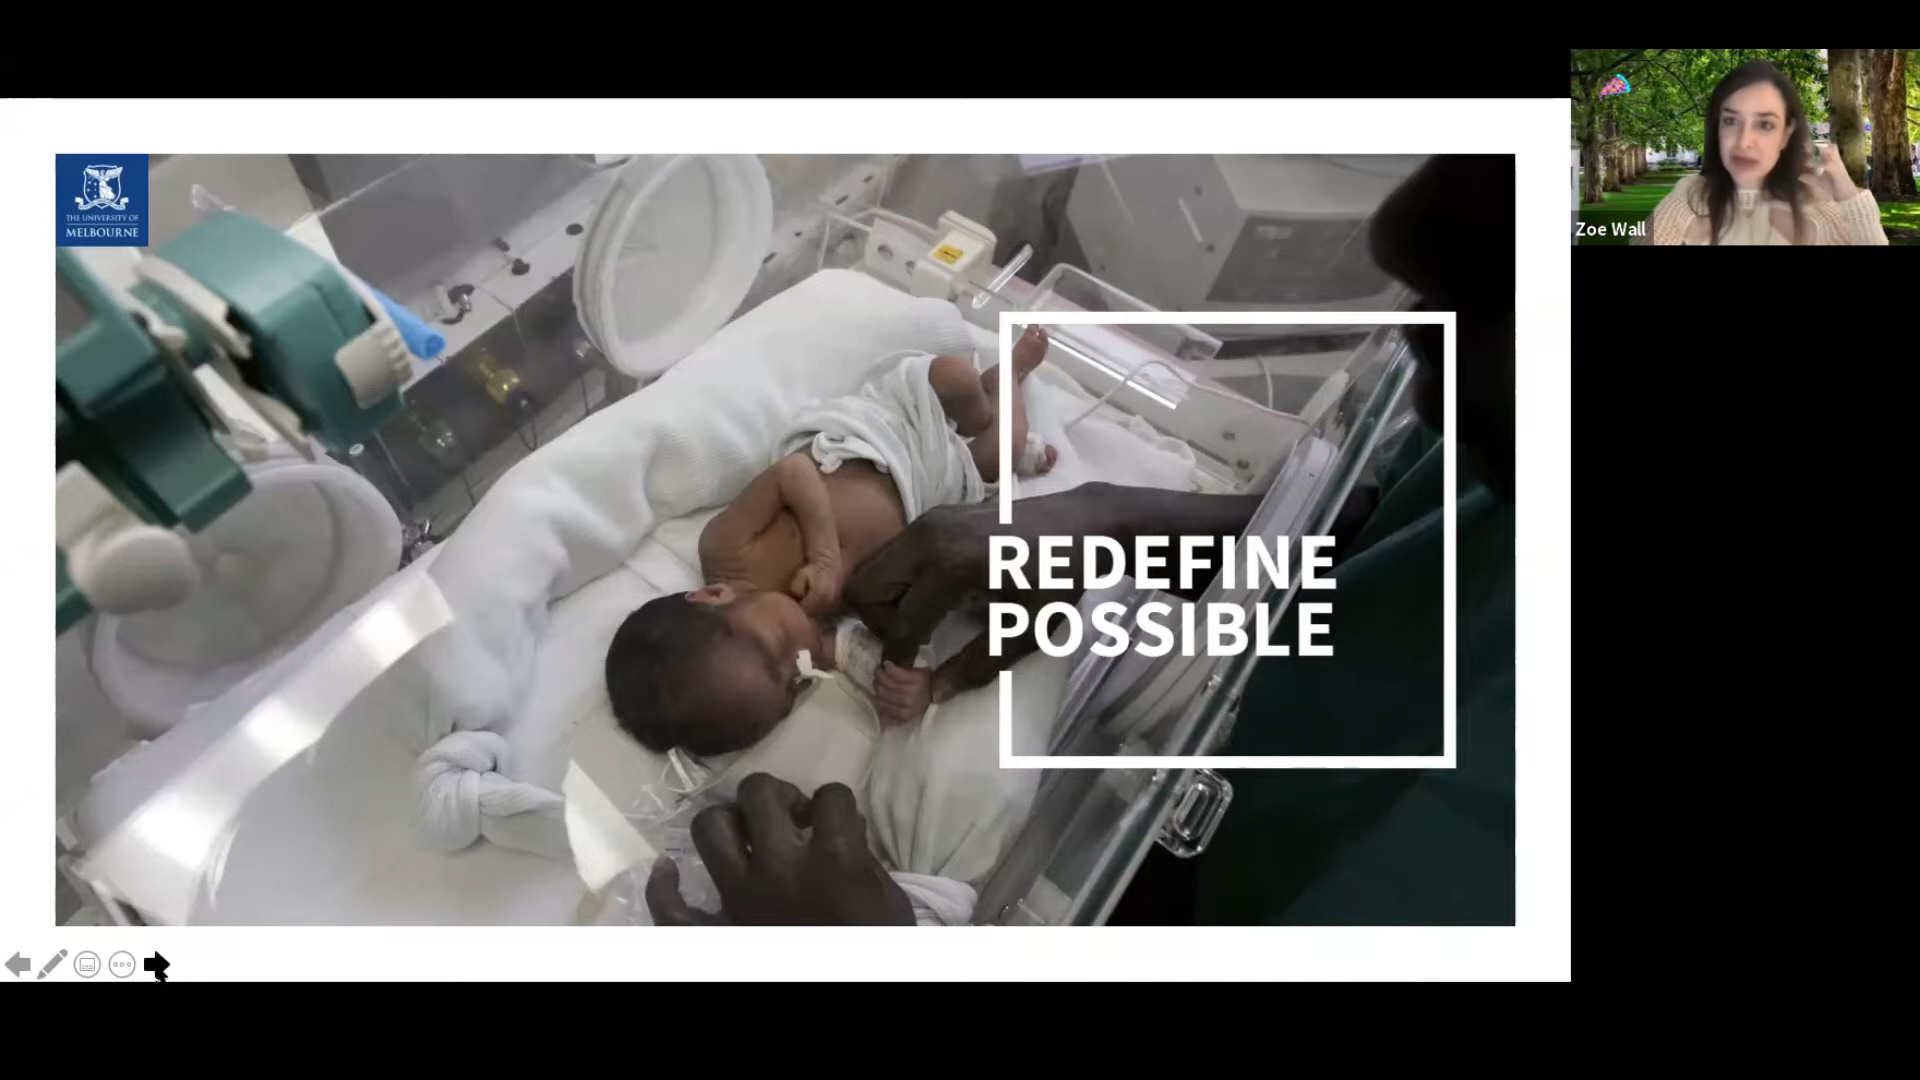 THE UNIVERSITY OF
MELBOURNE
REDEFINE
POSSIBLE
Zoe Wall